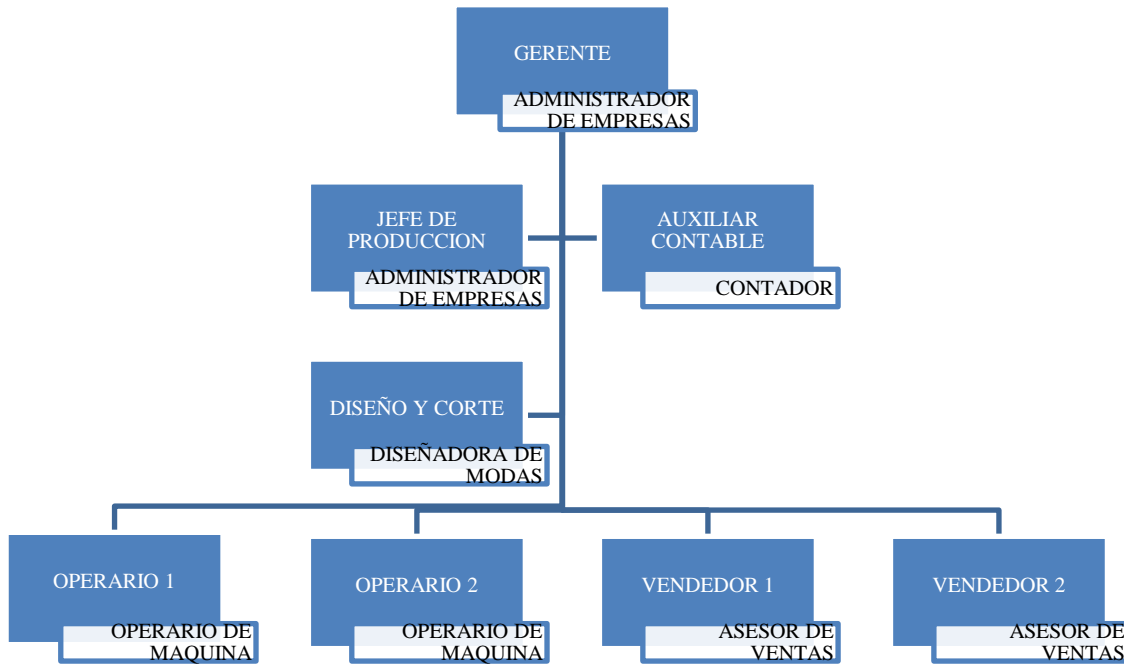 GERENTE
ADMINISTRADOR
DE EMPRESAS
JEFE DE
PRODUCCION
ADMINISTRADOR
DE EMPRESAS
AUXILIAR
CONTABLE
CONTADOR
DISEÑO Y CORTE
DISEÑADORA DE
MODAS
OPERARIO 1
OPERARIO DE
MAQUINA
OPERARIO 2
OPERARIO DE
MAQUINA
VENDEDOR 1
ASESOR DE
VENTAS
VENDEDOR 2
ASESOR DE
VENTAS